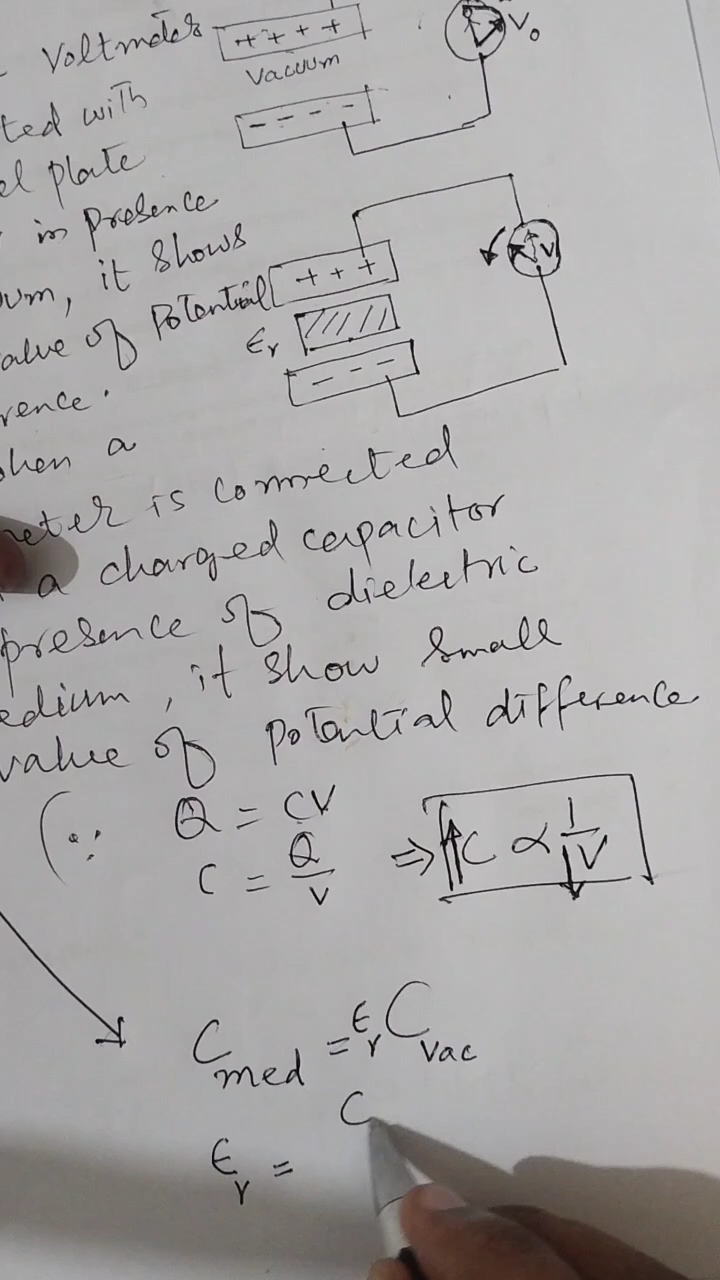 Voltmeter
+ + + +
V₀
Vacuum
ted with
- - - -
el plate
in presence
um, it shows
V
+ + +
alue of Potential
εᵣ
- - -
rence.
hen a
meter is connected
a charged capacitor
presence of dielectric
edium, it show small
value of potential difference
(∵ Q = CV
C = Q/V ⇒ ↑C ∝ 1/V↓
C_med = εᵣ C_vac
εᵣ = C